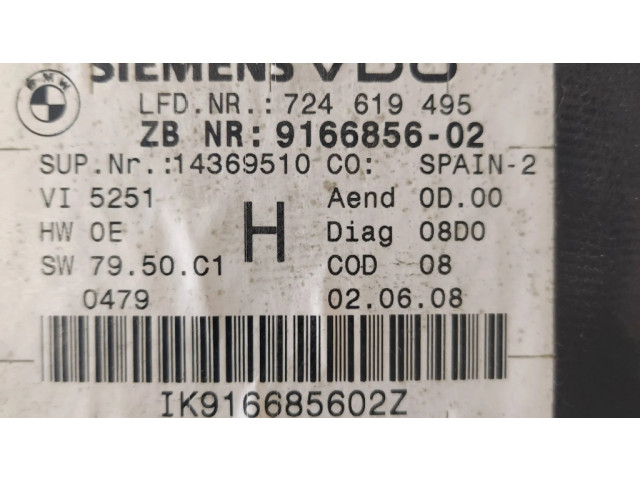 BMW SIEMENS VDO
LFD.NR.: 724 619 495
ZB NR: 9166856-02
SUP.Nr.:14369510 CO: SPAIN-2
VI 5251 Aend 0D.00
HW 0E H Diag 08D0
SW 79.50.C1 COD 08
0479 02.06.08
IK916685602Z